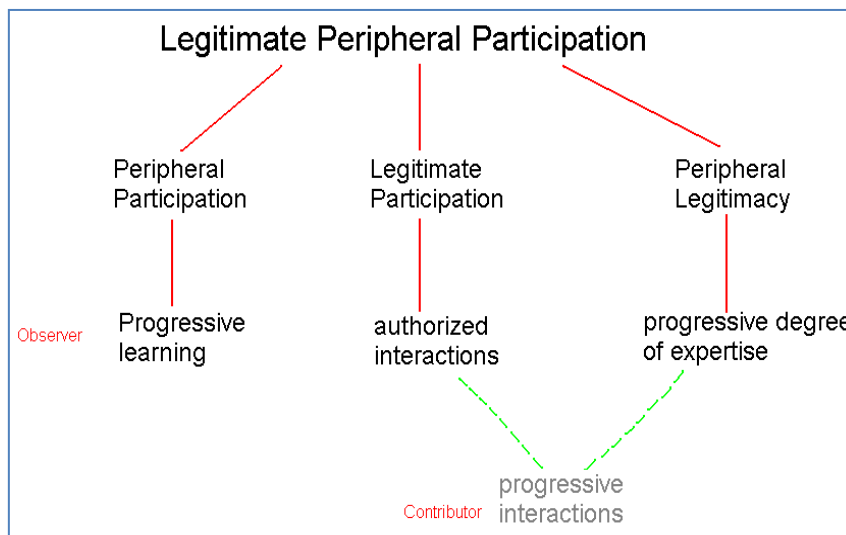 Legitimate Peripheral Participation
Peripheral
Participation
Legitimate
Participation
Peripheral
Legitimacy
Observer
Progressive
learning
authorized
interactions
progressive degree
of expertise
Contributor
progressive
interactions